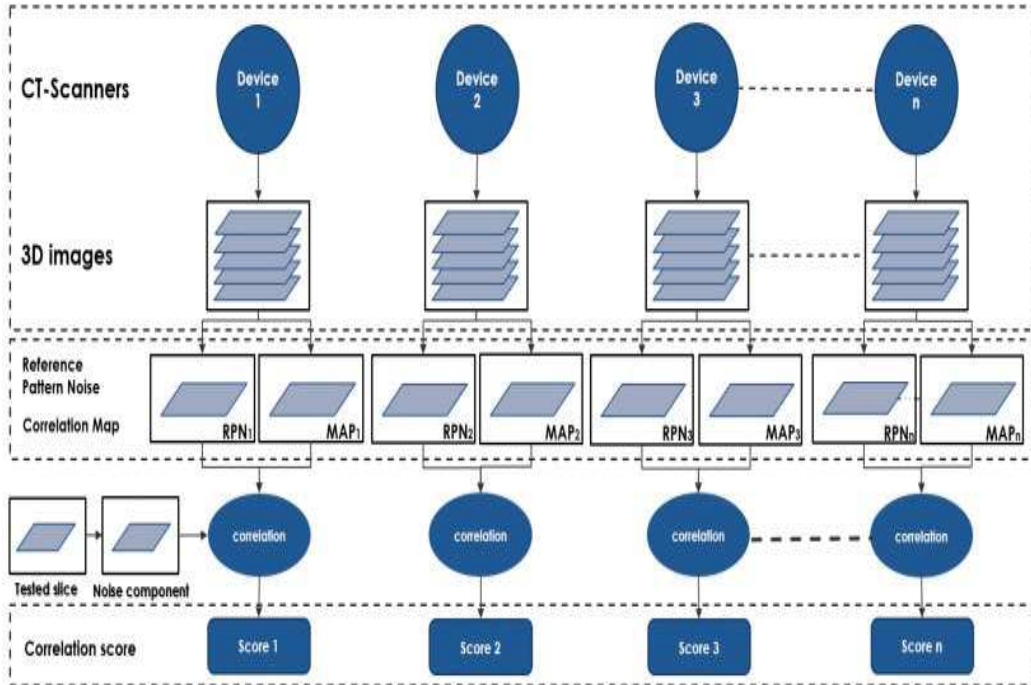 CT-Scanners
Device
1
Device
2
Device
3
Device
n
3D images
Reference
Pattern Noise
Correlation Map
RPN₁
MAP₁
RPN₂
MAP₂
RPN₃
MAP₃
RPNₙ
MAPₙ
correlation
correlation
correlation
correlation
Tested slice
Noise component
Correlation score
Score 1
Score 2
Score 3
Score n